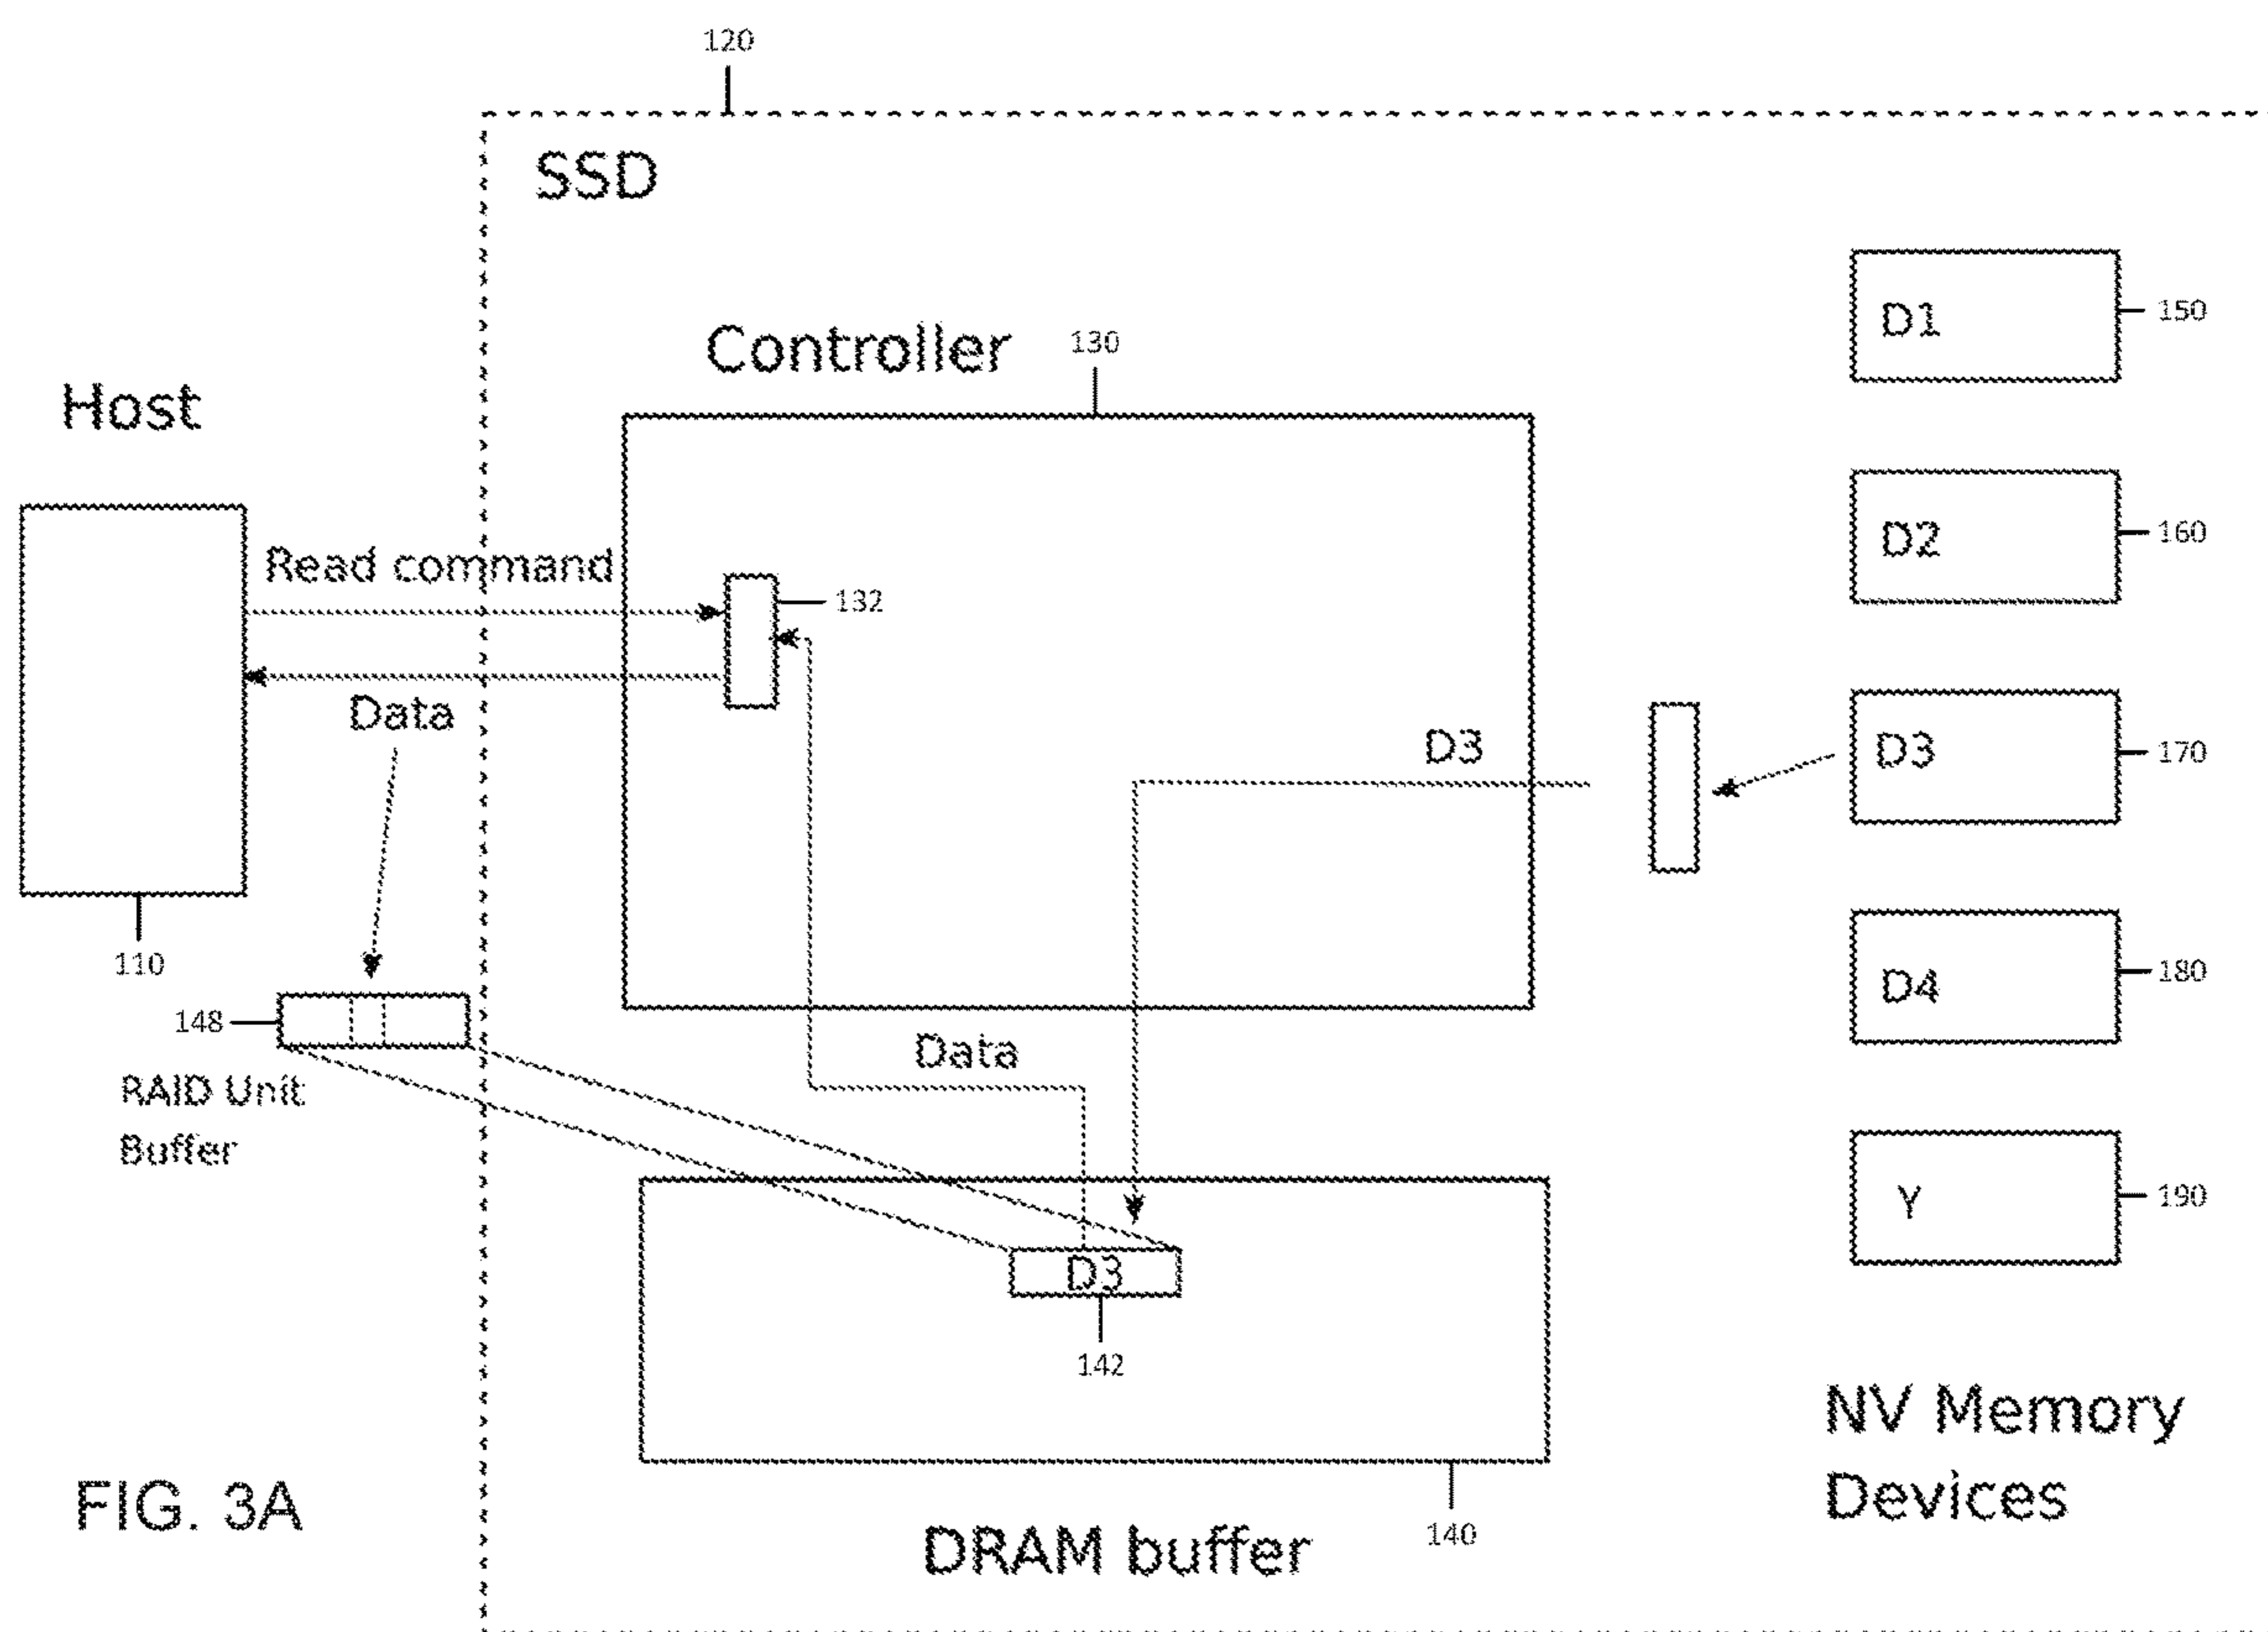 120
SSD
D1
150
Controller
130
Host
D2
160
Read command
132
Data
D3
D3
170
110
D4
180
148
Data
RAID Unit
Buffer
Y
190
D3
142
NV Memory
Devices
FIG. 3A
DRAM buffer
140